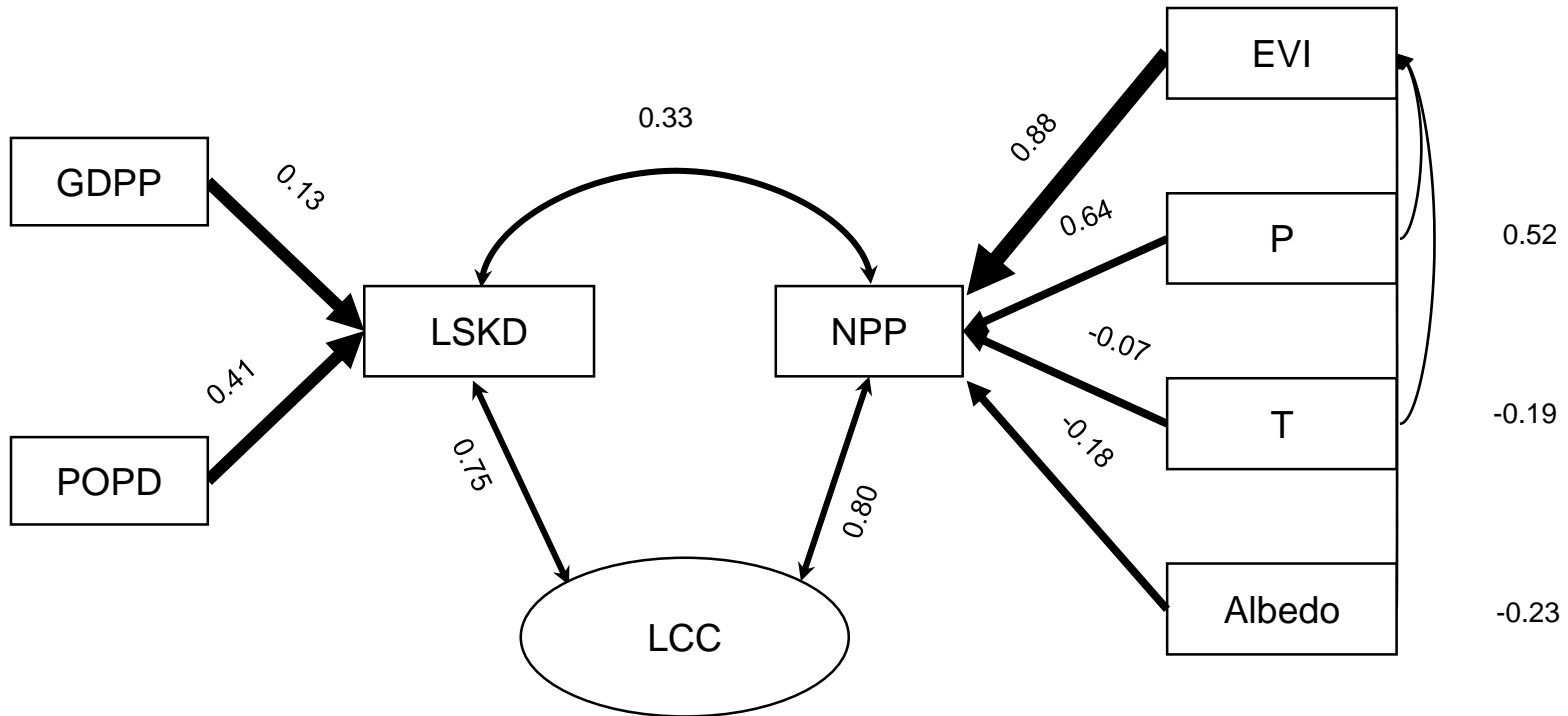 EVI
0.33
0.88
GDPP
0.13
0.64
P
0.52
LSKD
NPP
-0.07
0.41
T
-0.19
POPD
0.75
0.80
-0.18
LCC
Albedo
-0.23